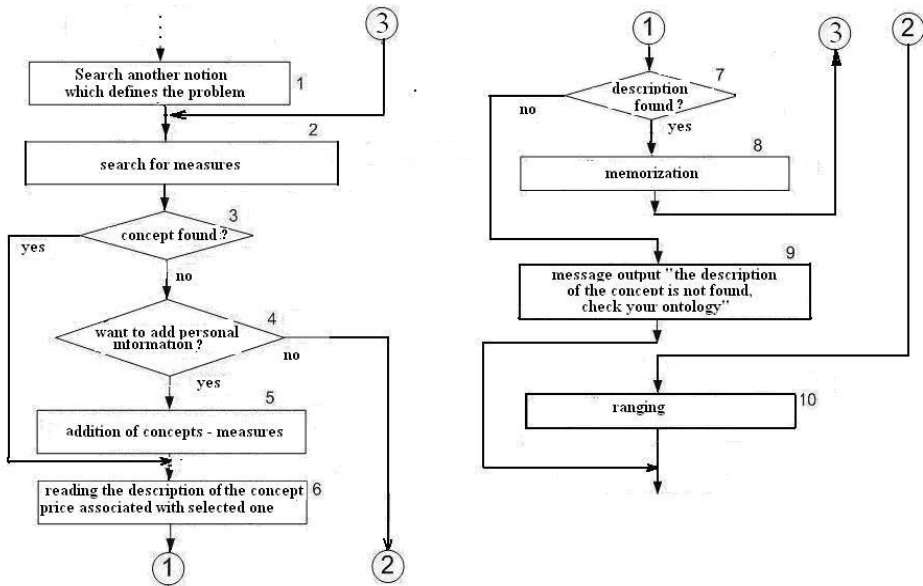 3
Search another notion
which defines the problem
1
2
search for measures
3
concept found ?
yes
no
4
want to add personal
information ?
no
yes
5
addition of concepts - measures
6
reading the description of the concept
price associated with selected one
1
2
1
3
2
7
description
found ?
no
yes
8
memorization
9
message output "the description
of the concept is not found,
check your ontology"
10
ranging